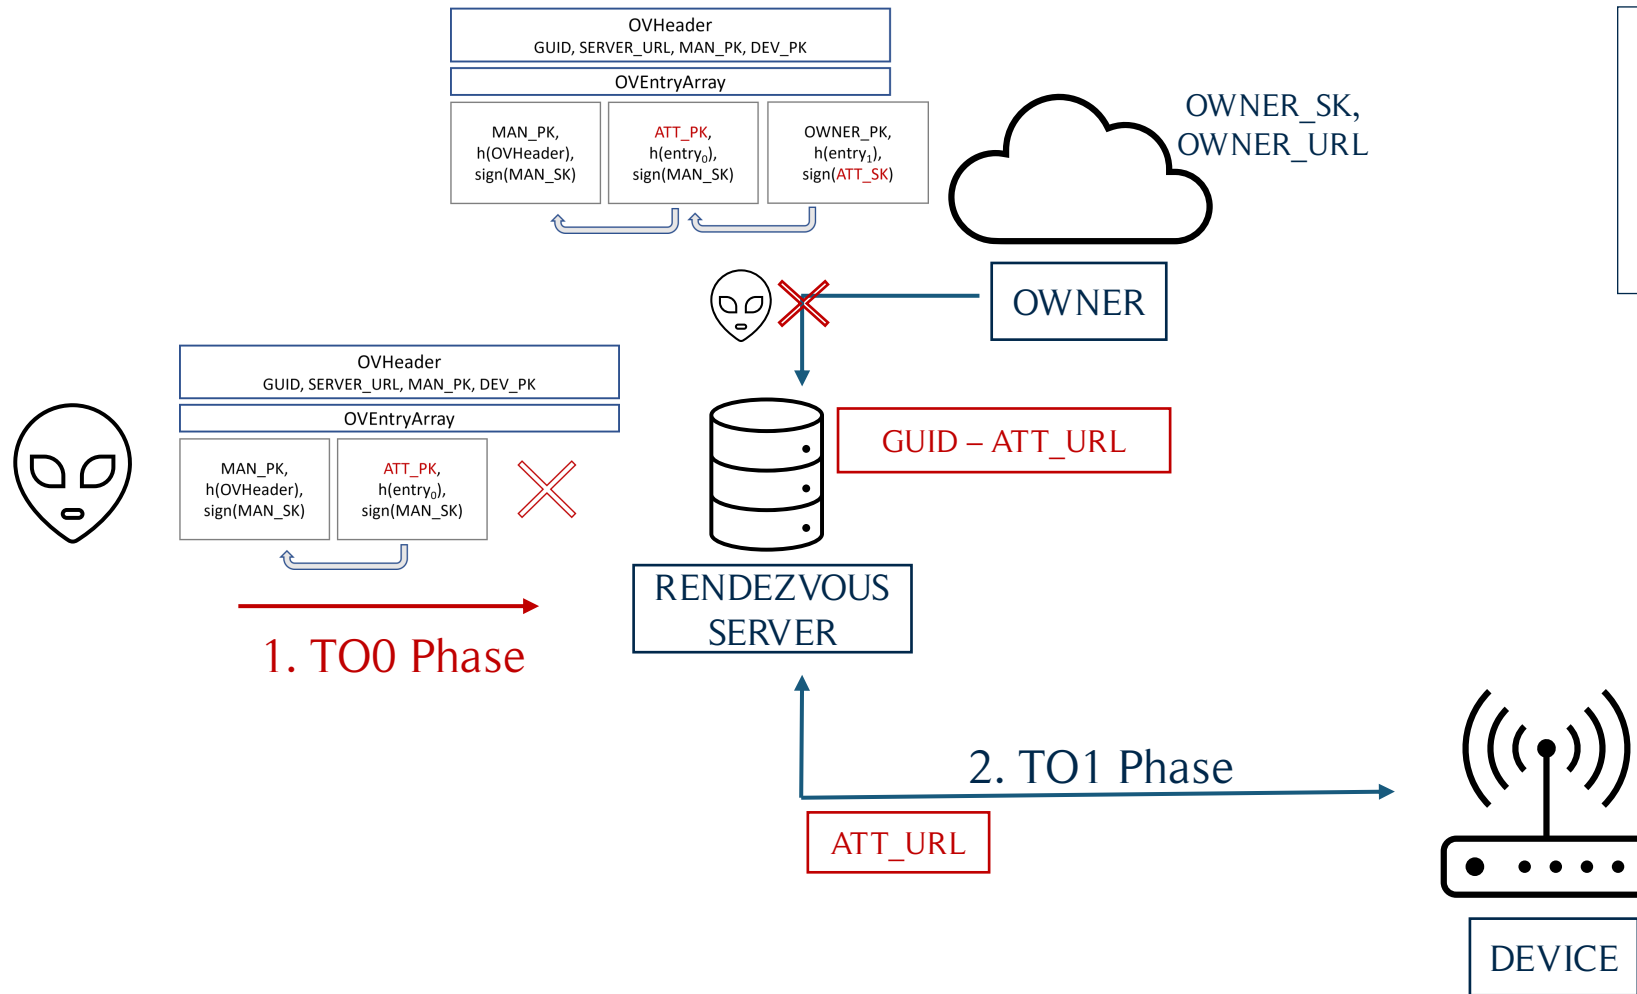 OVHeader
GUID, SERVER_URL, MAN_PK, DEV_PK
OVEntryArray
MAN_PK,
h(OVHeader),
sign(MAN_SK)
ATT_PK,
h(entry₀),
sign(MAN_SK)
OWNER_PK,
h(entry₁),
sign(ATT_SK)
OWNER_SK,
OWNER_URL
OWNER
OVHeader
GUID, SERVER_URL, MAN_PK, DEV_PK
OVEntryArray
MAN_PK,
h(OVHeader),
sign(MAN_SK)
ATT_PK,
h(entry₀),
sign(MAN_SK)
GUID – ATT_URL
RENDEZVOUS
SERVER
1. TO0 Phase
2. TO1 Phase
ATT_URL
DEVICE